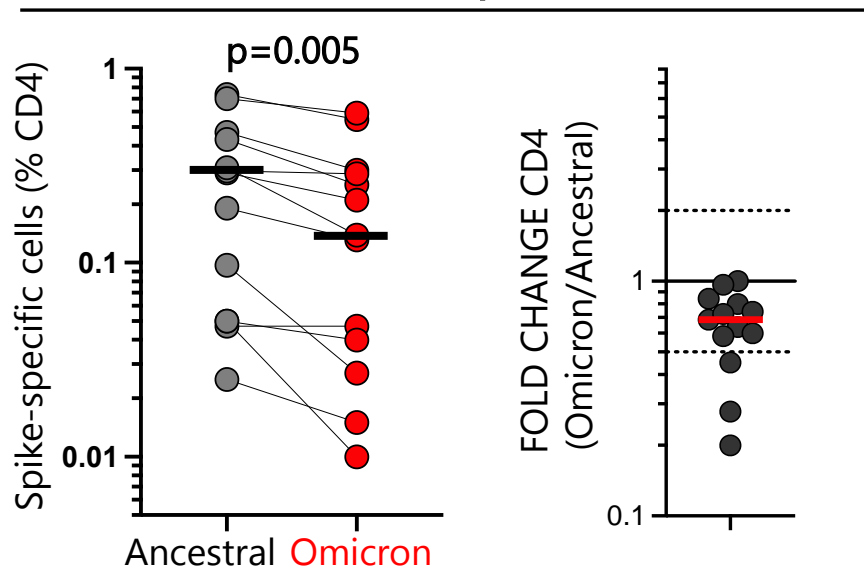 p=0.005
Spike-specific cells (% CD4)
1
0.1
0.01
Ancestral Omicron
FOLD CHANGE CD4
(Omicron/Ancestral)
1
0.1